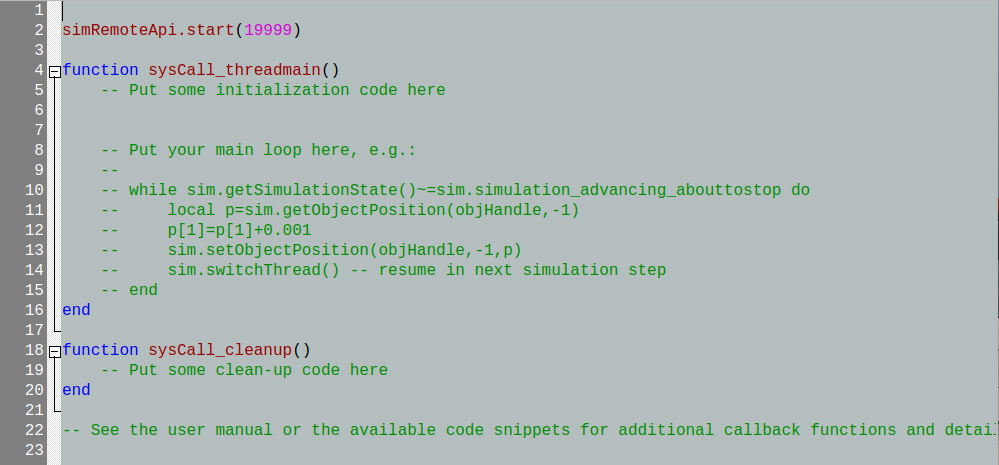 1
2 simRemoteApi.start(19999)
3
4 function sysCall_threadmain()
5     -- Put some initialization code here
6
7
8     -- Put your main loop here, e.g.:
9     --
10     -- while sim.getSimulationState()~=sim.simulation_advancing_abouttostop do
11     --     local p=sim.getObjectPosition(objHandle,-1)
12     --     p[1]=p[1]+0.001
13     --     sim.setObjectPosition(objHandle,-1,p)
14     --     sim.switchThread() -- resume in next simulation step
15     -- end
16 end
17
18 function sysCall_cleanup()
19     -- Put some clean-up code here
20 end
21
22 -- See the user manual or the available code snippets for additional callback functions and detai
23